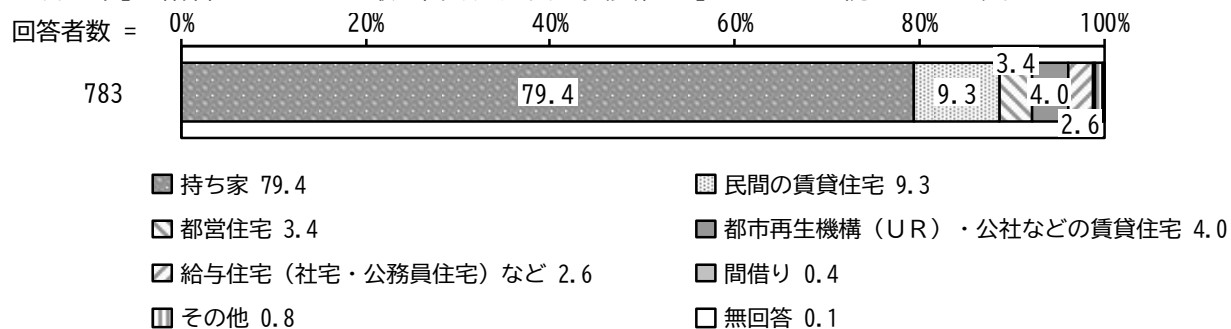 回答者数 =
0% 20% 40% 60% 80% 100%
783
79.4 9.3 3.4 4.0 2.6
持ち家 79.4
民間の賃貸住宅 9.3
都営住宅 3.4
都市再生機構（ＵＲ）・公社などの賃貸住宅 4.0
給与住宅（社宅・公務員住宅）など 2.6
間借り 0.4
その他 0.8
無回答 0.1